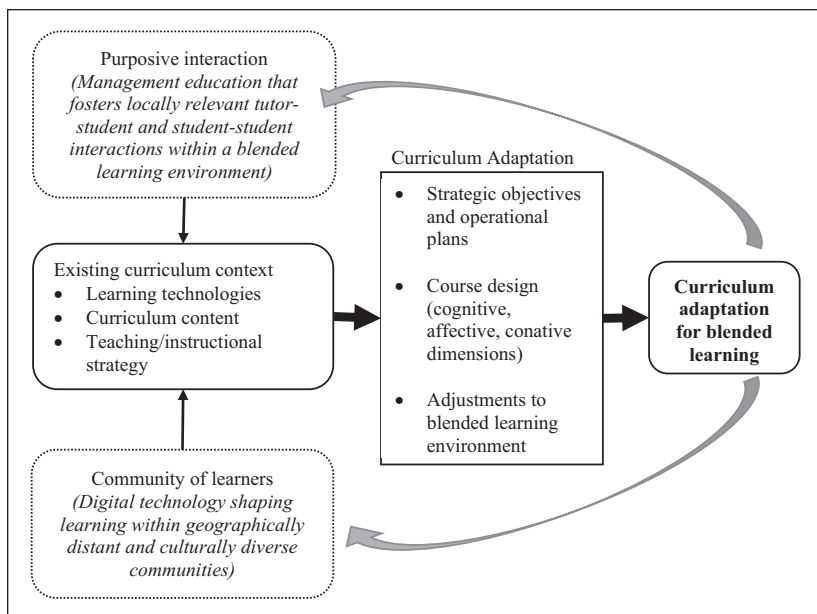 Purposive interaction
(Management education that
fosters locally relevant tutor-
student and student-student
interactions within a blended
learning environment)
Existing curriculum context
• Learning technologies
• Curriculum content
• Teaching/instructional
strategy
Community of learners
(Digital technology shaping
learning within geographically
distant and culturally diverse
communities)
Curriculum Adaptation
• Strategic objectives
and operational
plans
• Course design
(cognitive,
affective, conative
dimensions)
• Adjustments to
blended learning
environment
Curriculum
adaptation
for blended
learning